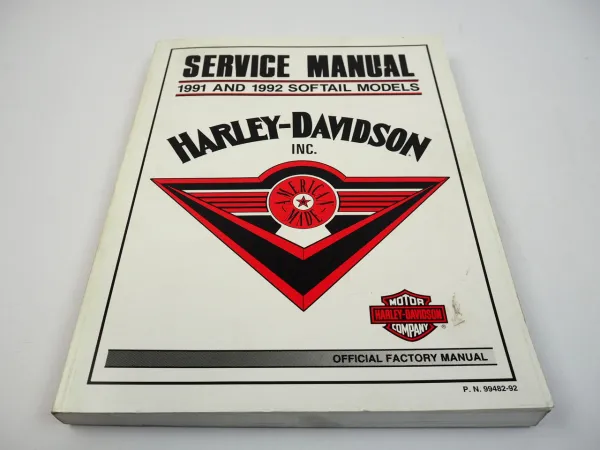 SERVICE MANUAL
1991 AND 1992 SOFTAIL MODELS
HARLEY-DAVIDSON
INC.
AMERICAN
MADE
MOTOR
HARLEY-DAVIDSON
COMPANY
®
OFFICIAL FACTORY MANUAL
P. N. 99482-92